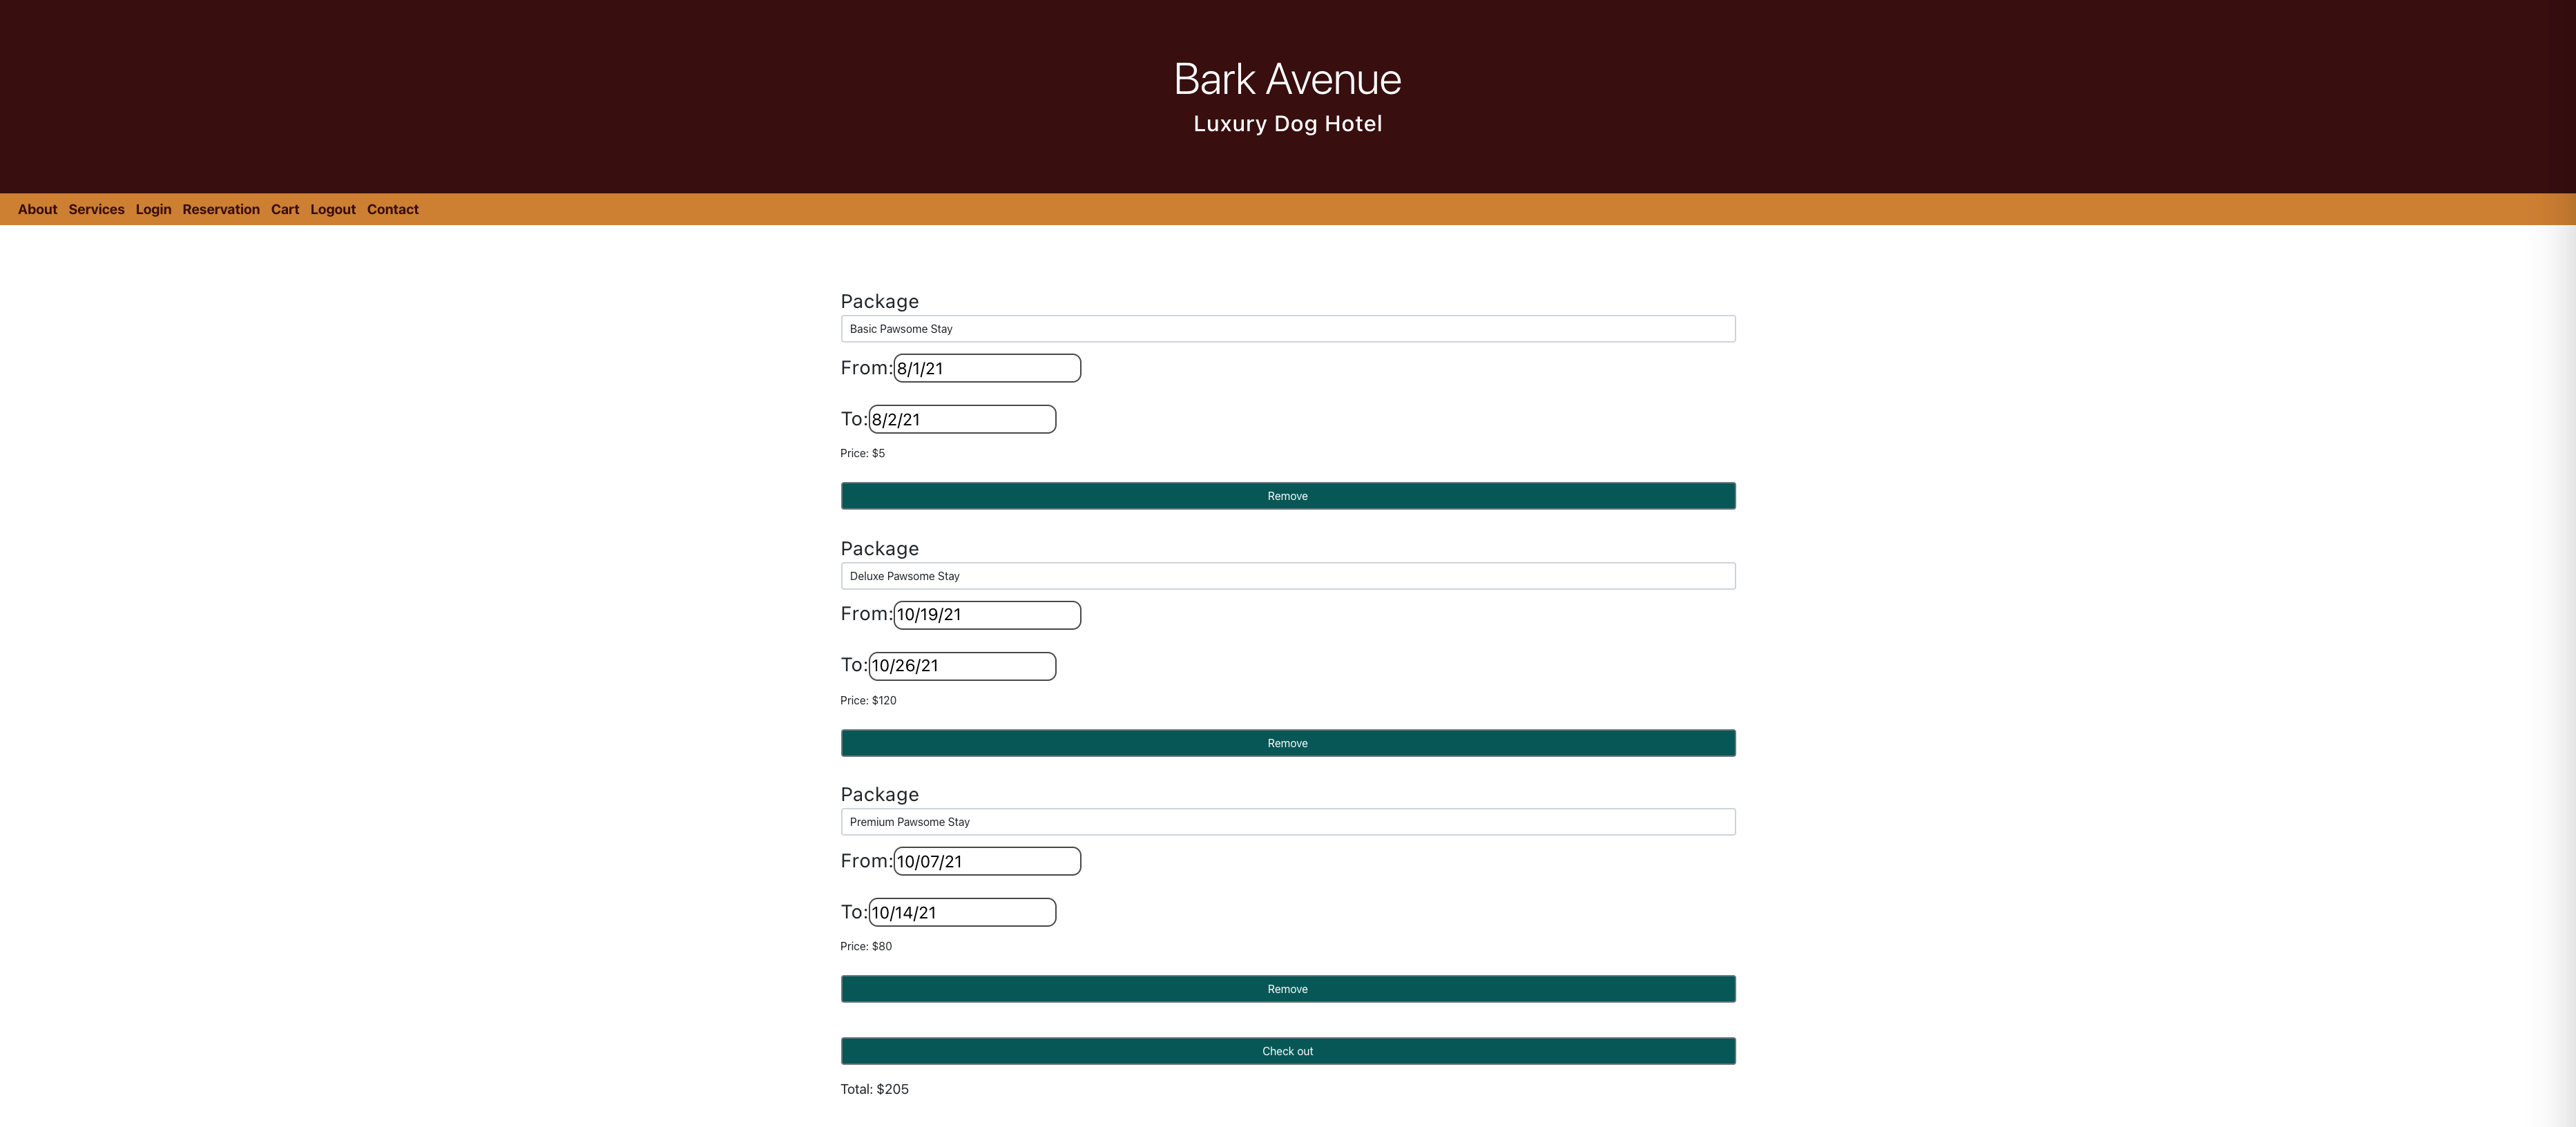 Bark Avenue
Luxury Dog Hotel
About Services Login Reservation Cart Logout Contact
Package
Basic Pawsome Stay
From: 8/1/21
To: 8/2/21
Price: $5
Remove
Package
Deluxe Pawsome Stay
From: 10/19/21
To: 10/26/21
Price: $120
Remove
Package
Premium Pawsome Stay
From: 10/07/21
To: 10/14/21
Price: $80
Remove
Check out
Total: $205